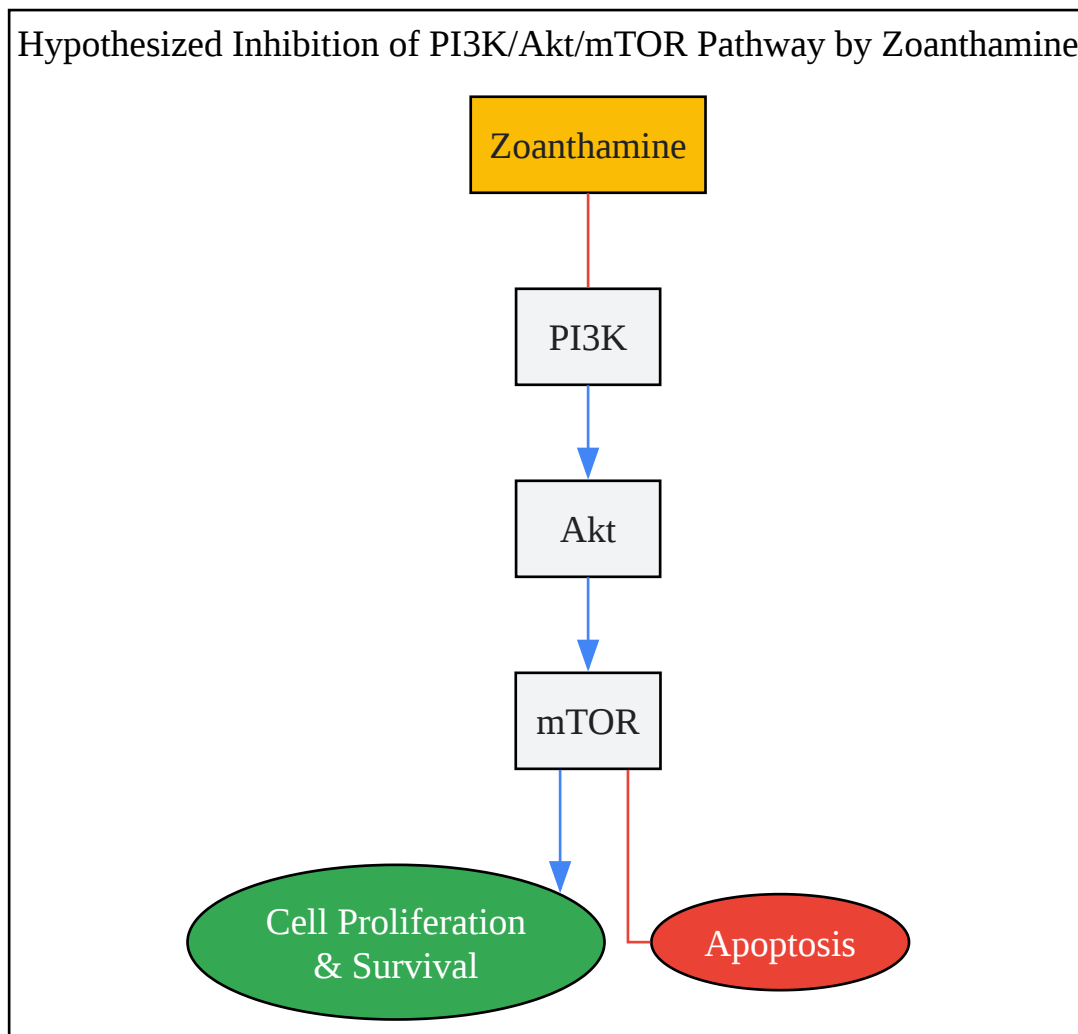 Hypothesized Inhibition of PI3K/Akt/mTOR Pathway by Zoanthamine
Zoanthamine
PI3K
Akt
mTOR
Cell Proliferation
& Survival
Apoptosis